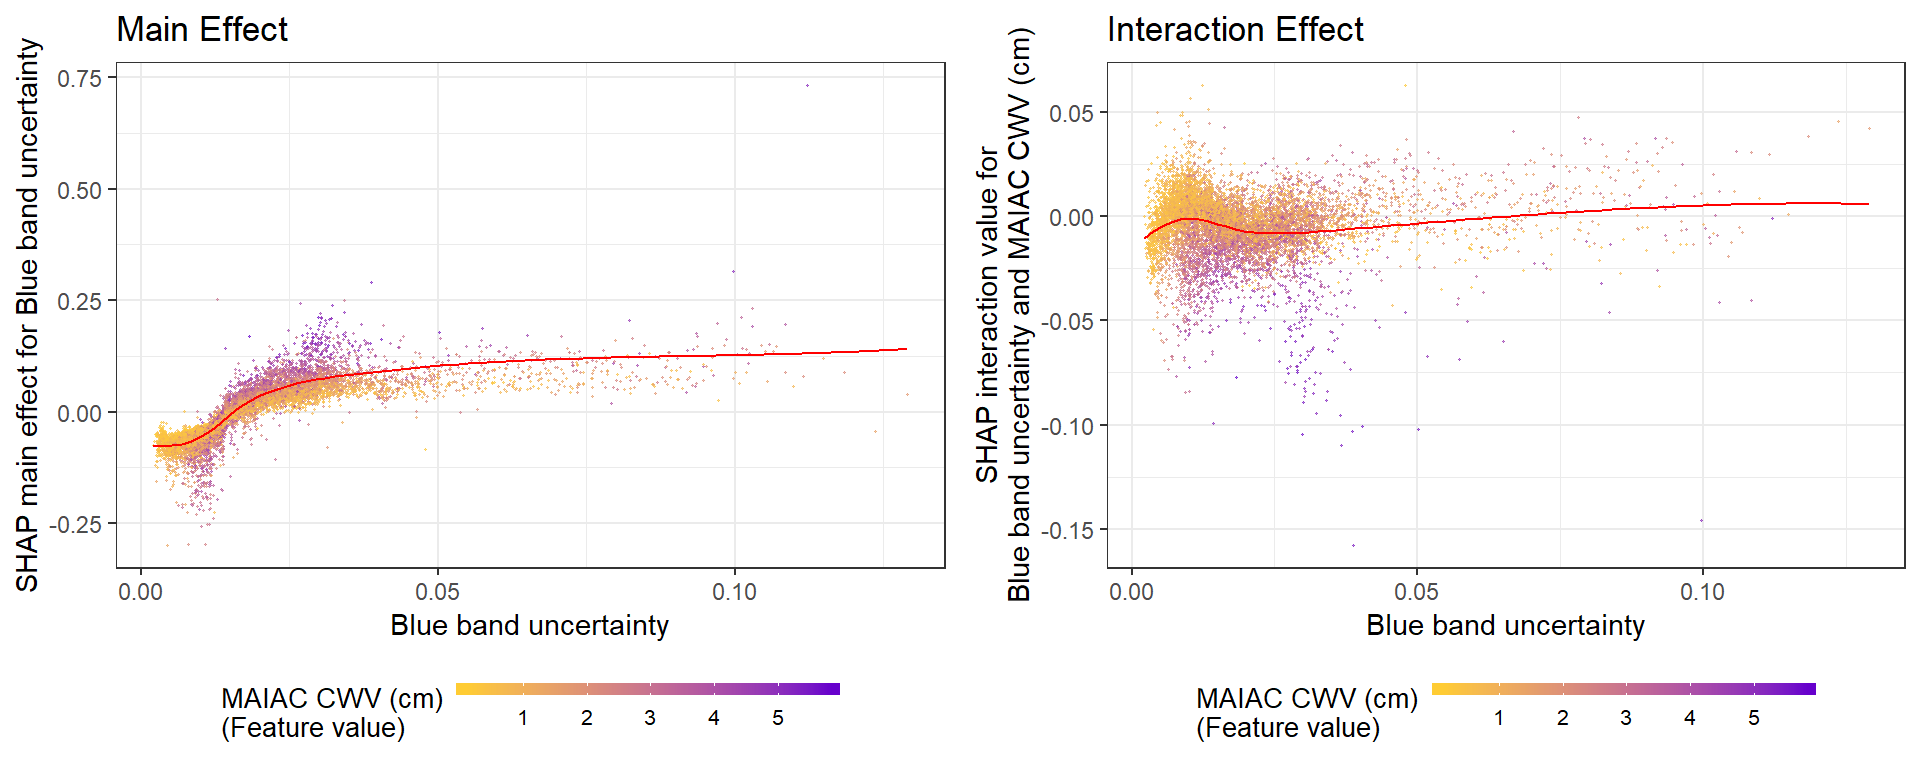 Main Effect
SHAP main effect for Blue band uncertainty
0.75
0.50
0.25
0.00
-0.25
0.00
0.05
0.10
Blue band uncertainty
MAIAC CWV (cm)
(Feature value)
1
2
3
4
5
Interaction Effect
SHAP interaction value for
Blue band uncertainty and MAIAC CWV (cm)
0.05
0.00
-0.05
-0.10
-0.15
0.00
0.05
0.10
Blue band uncertainty
MAIAC CWV (cm)
(Feature value)
1
2
3
4
5